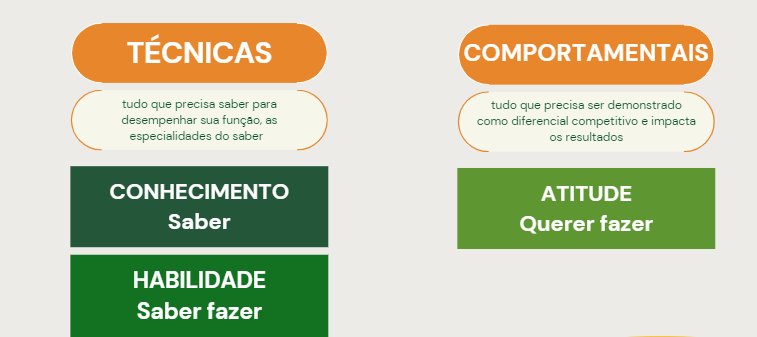 TÉCNICAS
tudo que precisa saber para
desempenhar sua função, as
especialidades do saber
CONHECIMENTO
Saber
HABILIDADE
Saber fazer
COMPORTAMENTAIS
tudo que precisa ser demonstrado
como diferencial competitivo e impacta
os resultados
ATITUDE
Querer fazer